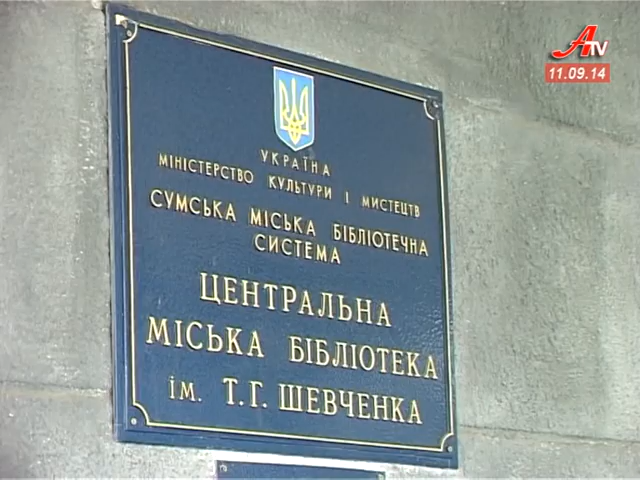 ATV
11.09.14
УКРАЇНА
МІНІСТЕРСТВО КУЛЬТУРИ І МИСТЕЦТВ
СУМСЬКА МІСЬКА БІБЛІОТЕЧНА
СИСТЕМА
ЦЕНТРАЛЬНА
МІСЬКА БІБЛІОТЕКА
ІМ. Т.Г. ШЕВЧЕНКА